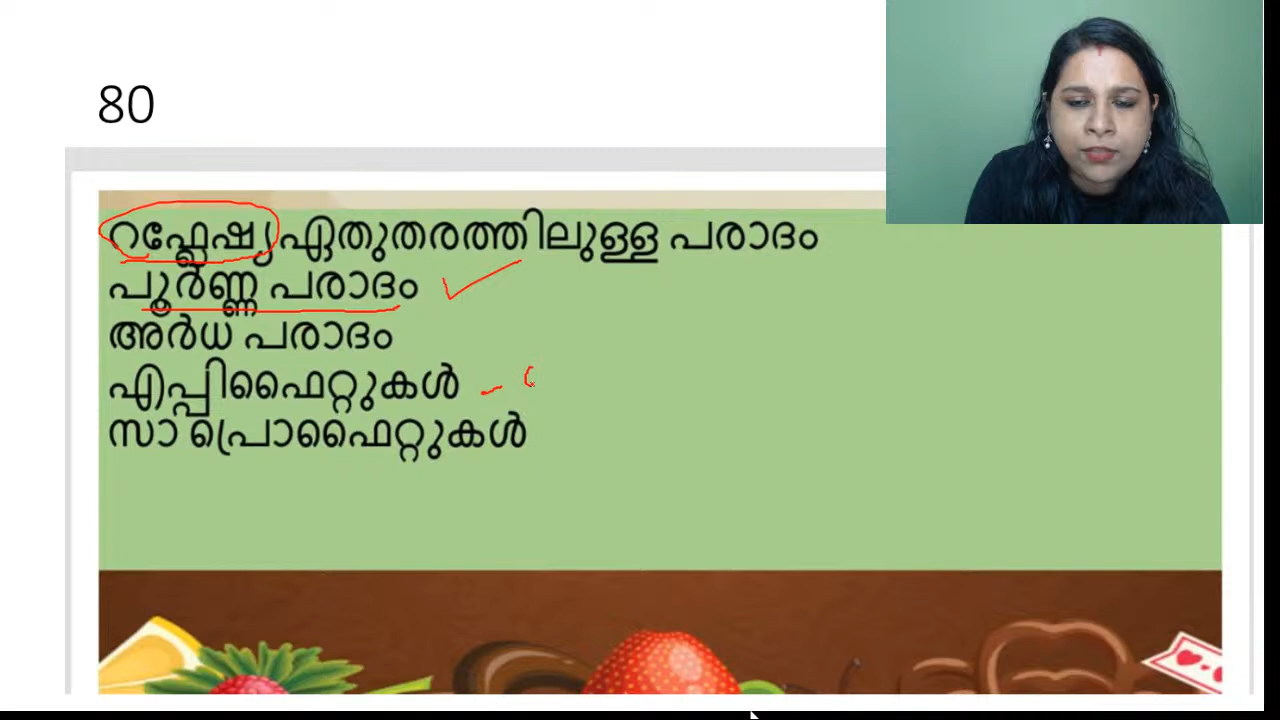 80
റഫ്ലേഷ്യ ഏതുതരത്തിലുള്ള പരാദം
പൂർണ്ണ പരാദം
അർധ പരാദം
എപ്പിഫൈറ്റുകൾ
സാ പ്രൊഫൈറ്റുകൾ